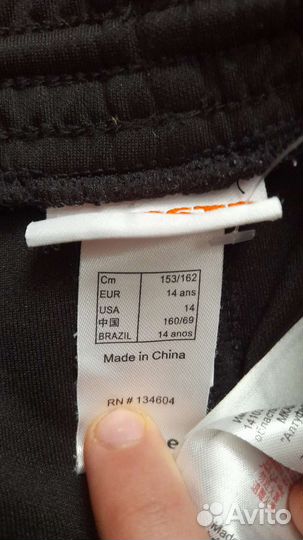 Cm 153/162
EUR 14 ans
USA 14
中国 160/69
BRAZIL 14 anos
Made in China
RN # 134604
e
Avito